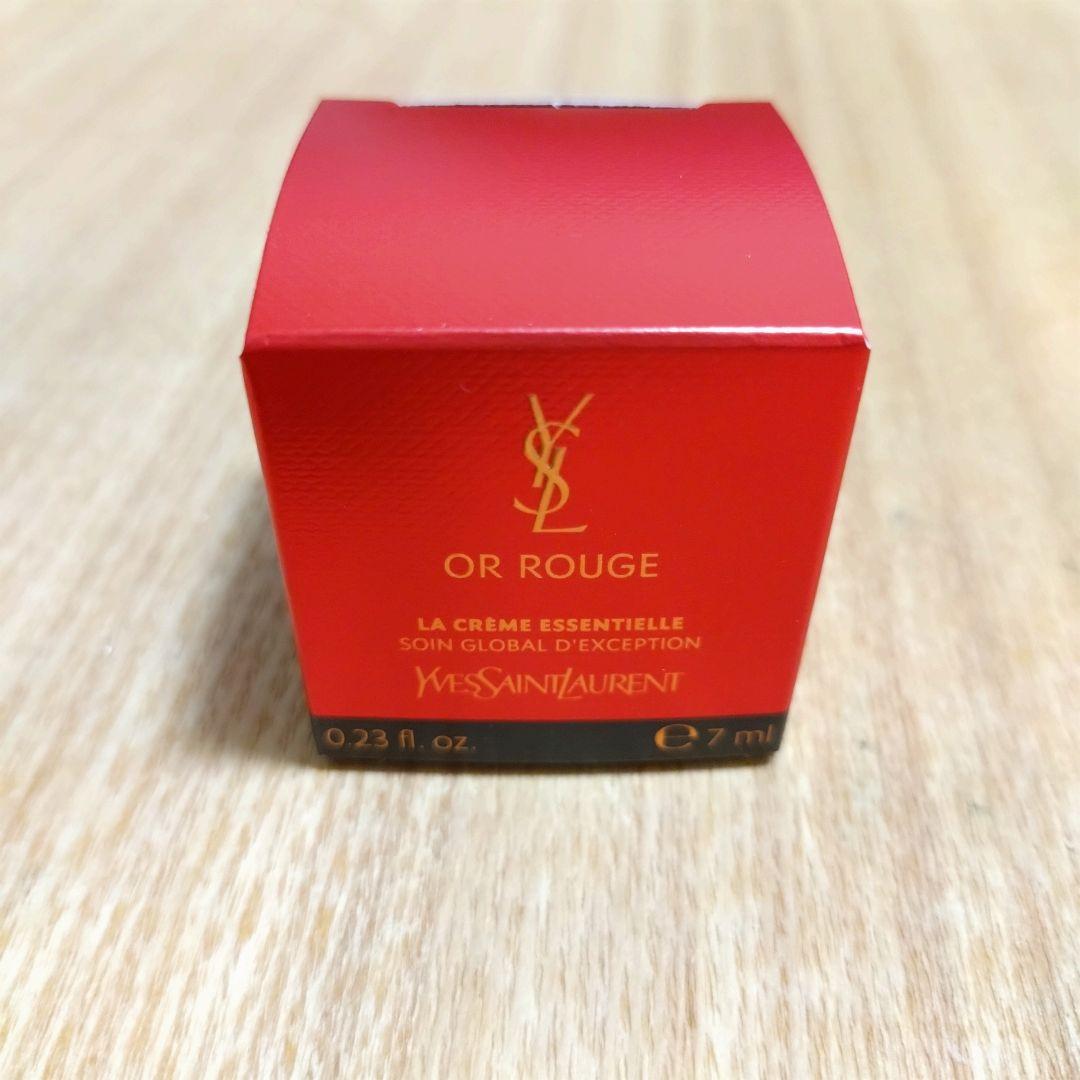 YSL
OR ROUGE
LA CRÈME ESSENTIELLE
SOIN GLOBAL D'EXCEPTION
YVESSAINTLAURENT
0.23 fl. oz. ℮ 7 ml